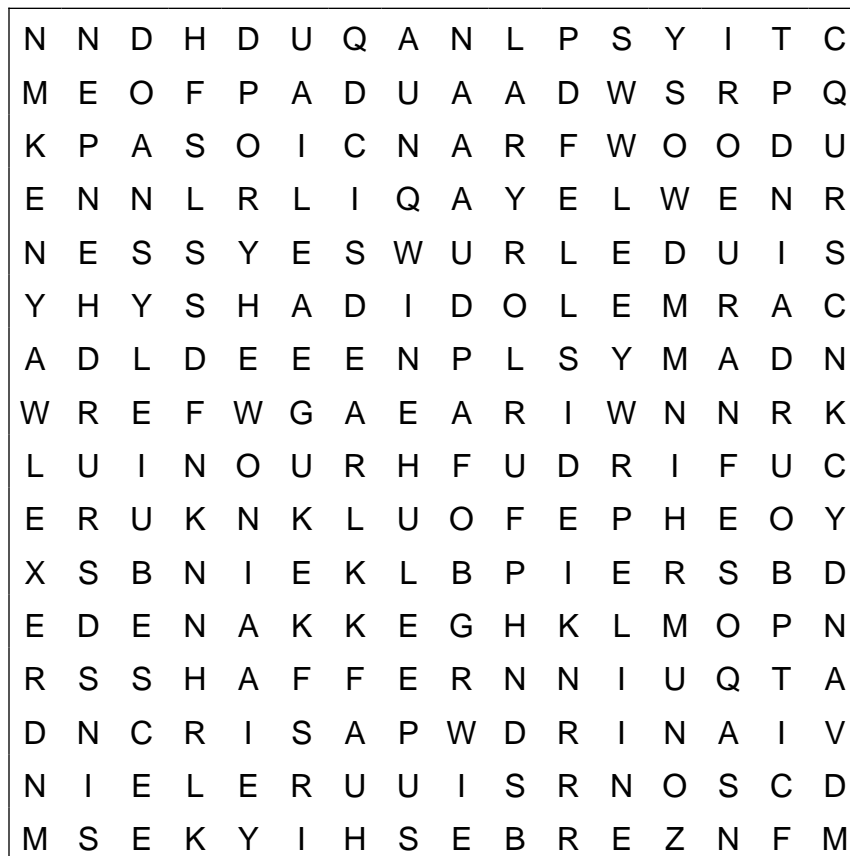 N N D H D U Q A N L P S Y I T C
M E O F P A D U A A D W S R P Q
K P A S O I C N A R F W O O D U
E N N L R L I Q A Y E L W E N R
N E S S Y E S W U R L E D U I S
Y H Y S H A D I D O L E M R A C
A D L D E E E N P L S Y M A D N
W R E F W G A E A R I W N N R K
L U I N O U R H F U D R I F U C
E R U K N K L U O F E P H E O Y
X S B N I E K L B P I E R S B D
E D E N A K K E G H K L M O P N
R S S H A F F E R N N I U Q T A
D N C R I S A P W D R I N A I V
N I E L E R U U I S R N O S C D
M S E K Y I H S E B R E Z N F M